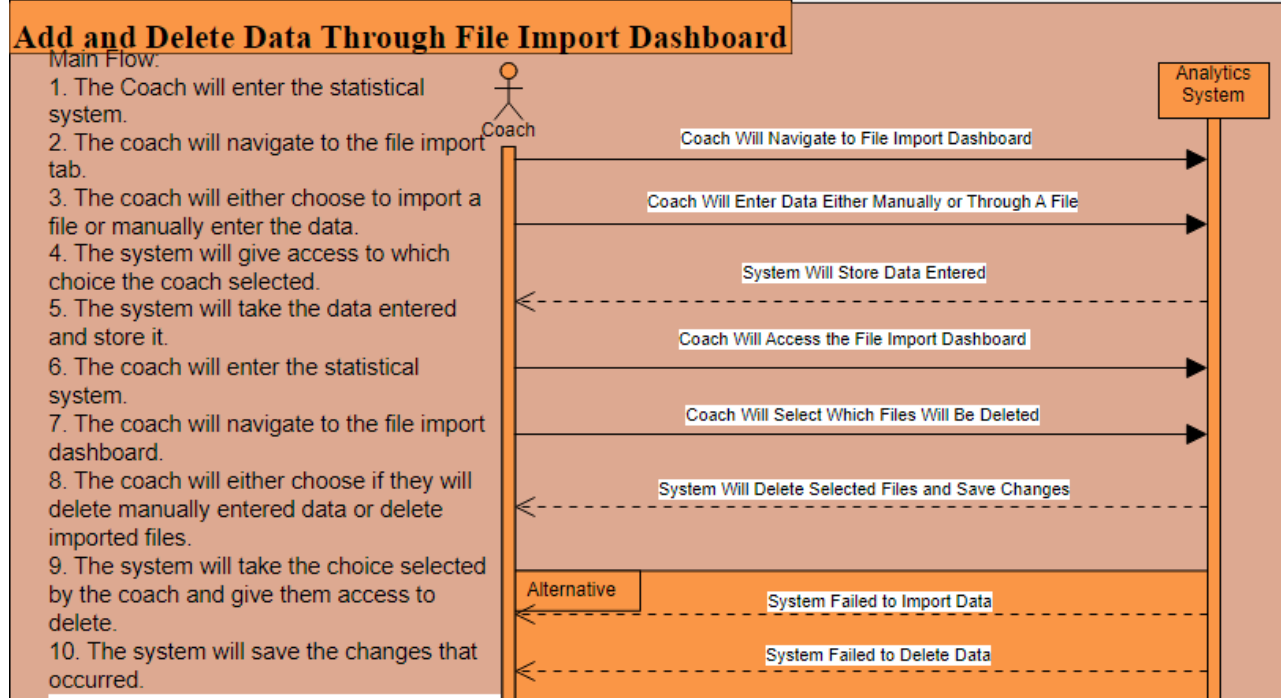 Add and Delete Data Through File Import Dashboard
Main Flow:
1. The Coach will enter the statistical
system.
2. The coach will navigate to the file import
tab.
3. The coach will either choose to import a
file or manually enter the data.
4. The system will give access to which
choice the coach selected.
5. The system will take the data entered
and store it.
6. The coach will enter the statistical
system.
7. The coach will navigate to the file import
dashboard.
8. The coach will either choose if they will
delete manually entered data or delete
imported files.
9. The system will take the choice selected
by the coach and give them access to
delete.
10. The system will save the changes that
occurred.
Coach
Analytics
System
Coach Will Navigate to File Import Dashboard
Coach Will Enter Data Either Manually or Through A File
System Will Store Data Entered
Coach Will Access the File Import Dashboard
Coach Will Select Which Files Will Be Deleted
System Will Delete Selected Files and Save Changes
Alternative
System Failed to Import Data
System Failed to Delete Data